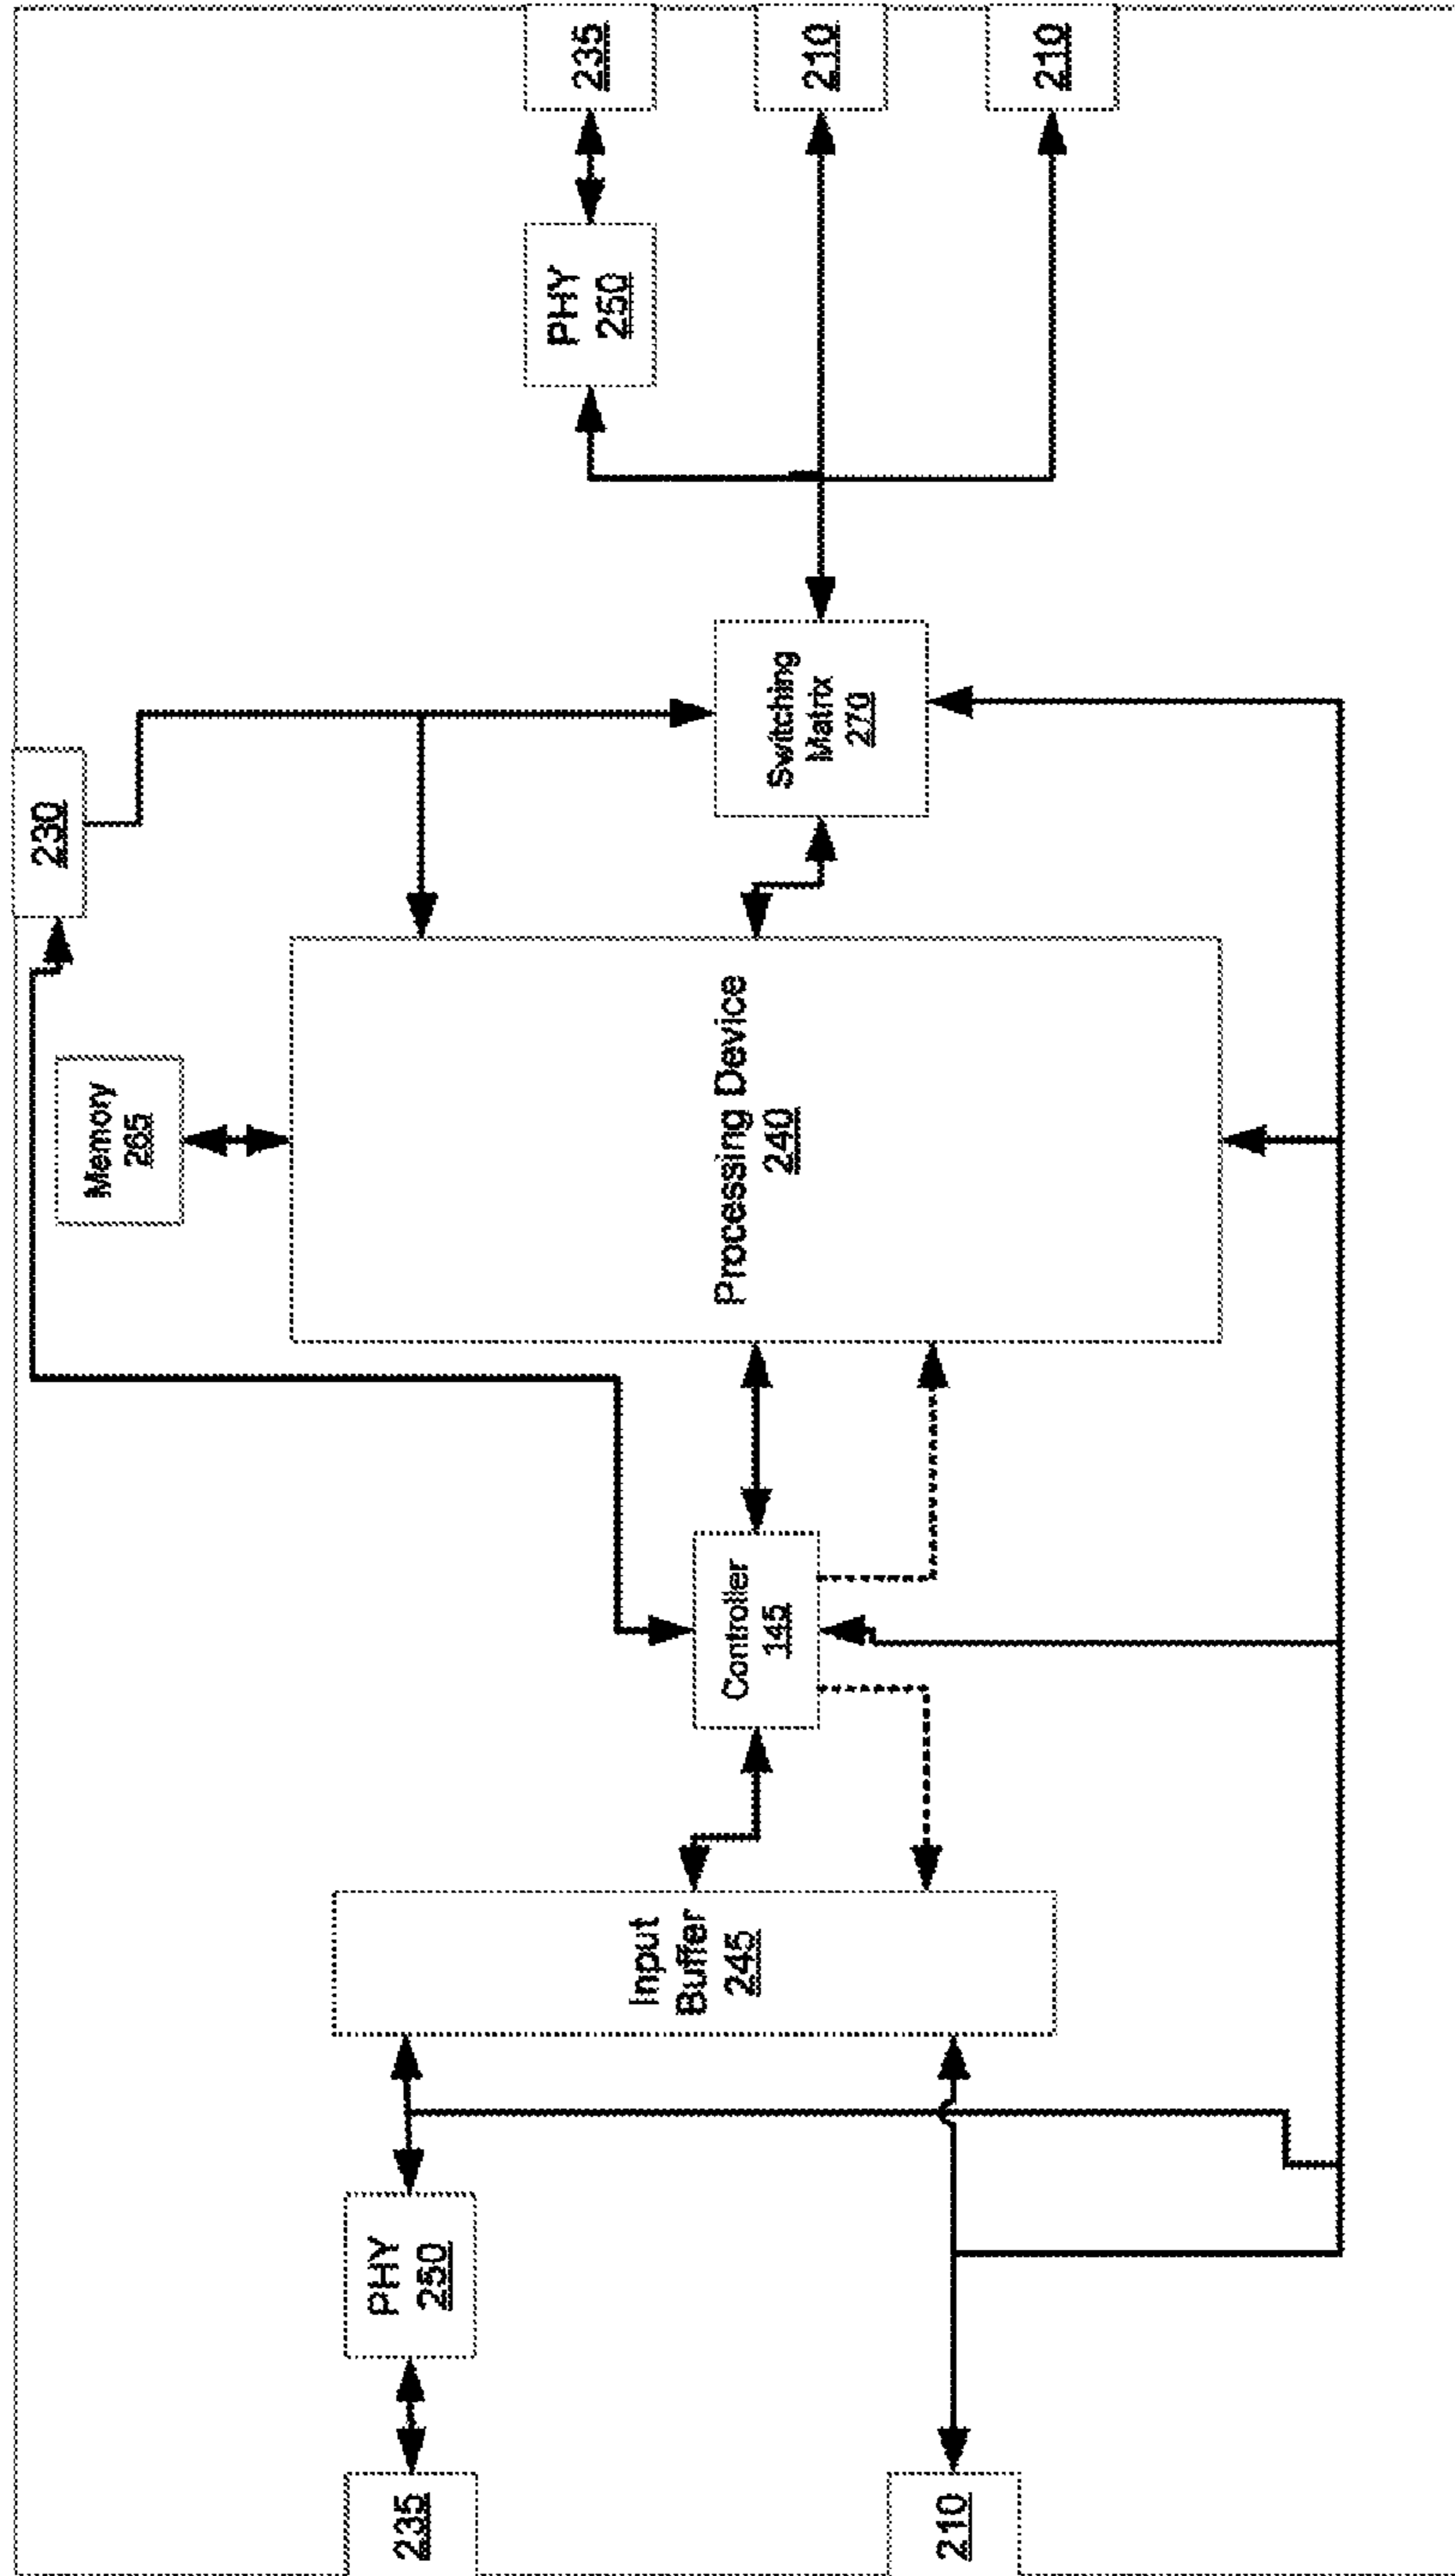 235
PHY
250
210
Input
Buffer
245
Controller
145
Memory
265
Processing Device
240
230
Switching
Matrix
270
PHY
250
235
210
210